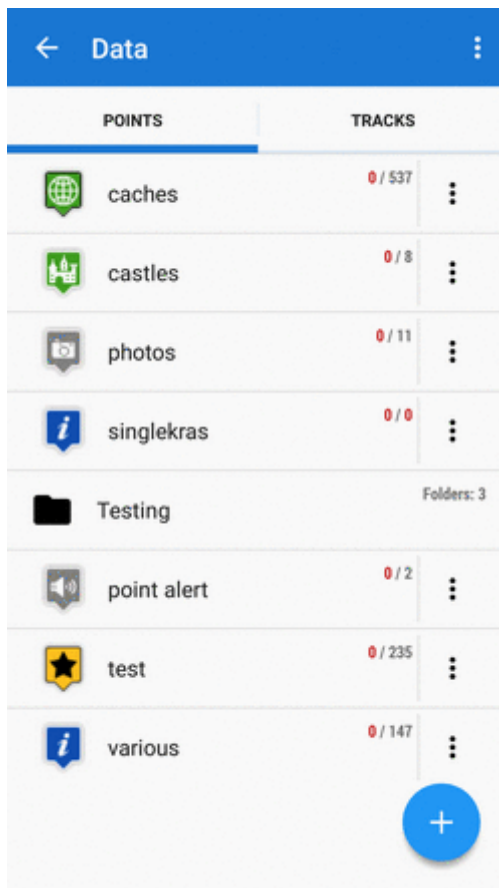 Data
POINTS TRACKS
caches 0 / 537
castles 0 / 8
photos 0 / 11
singlekras 0 / 0
Testing Folders: 3
point alert 0 / 2
test 0 / 235
various 0 / 147